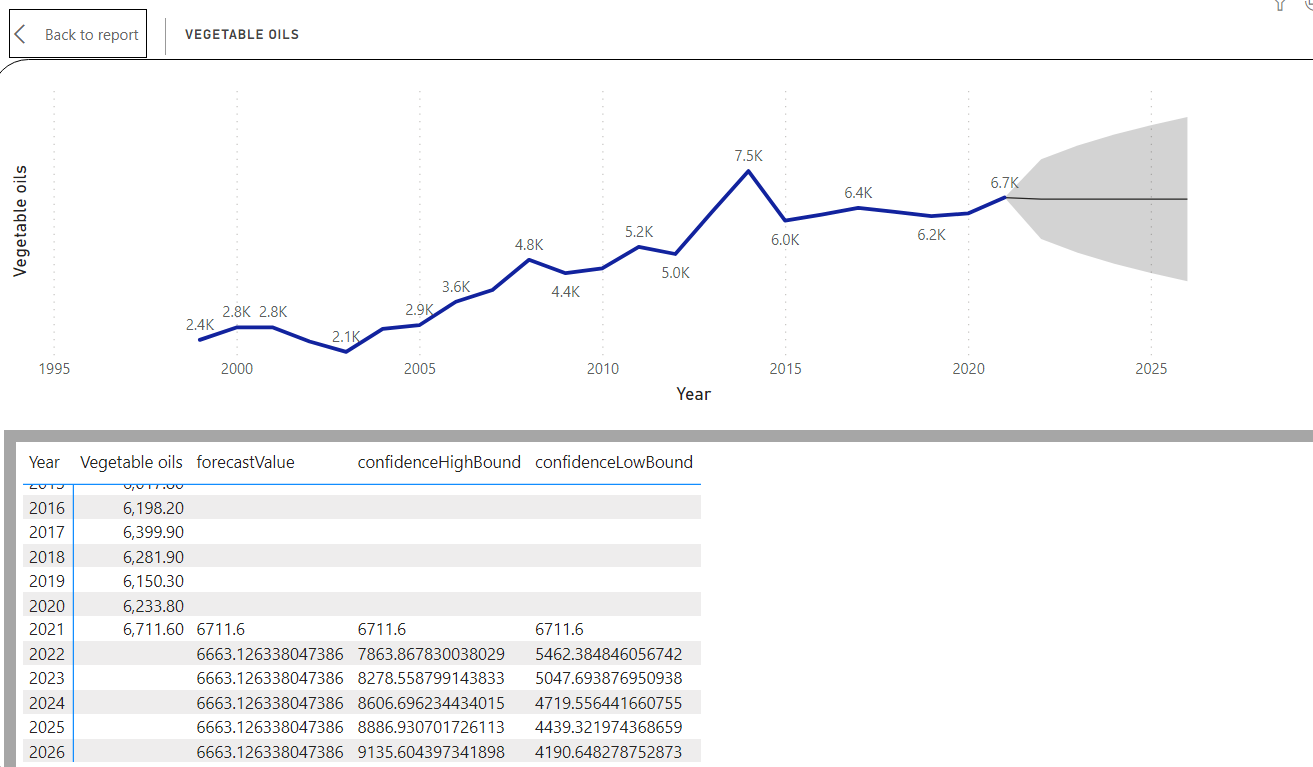 Back to report VEGETABLE OILS
7.5K
6.7K
6.4K
5.2K
6.0K
6.2K
4.8K
5.0K
3.6K
4.4K
2.9K
2.8K 2.8K
2.4K
2.1K
Vegetable oils
1995 2000 2005 2010 2015 2020 2025
Year
Year Vegetable oils forecastValue confidenceHighBound confidenceLowBound
2016 6,198.20
2017 6,399.90
2018 6,281.90
2019 6,150.30
2020 6,233.80
2021 6,711.60 6711.6 6711.6 6711.6
2022 6663.126338047386 7863.867830038029 5462.384846056742
2023 6663.126338047386 8278.558799143833 5047.693876950938
2024 6663.126338047386 8606.696234434015 4719.556441660755
2025 6663.126338047386 8886.930701726113 4439.321974368659
2026 6663.126338047386 9135.604397341898 4190.648278752873